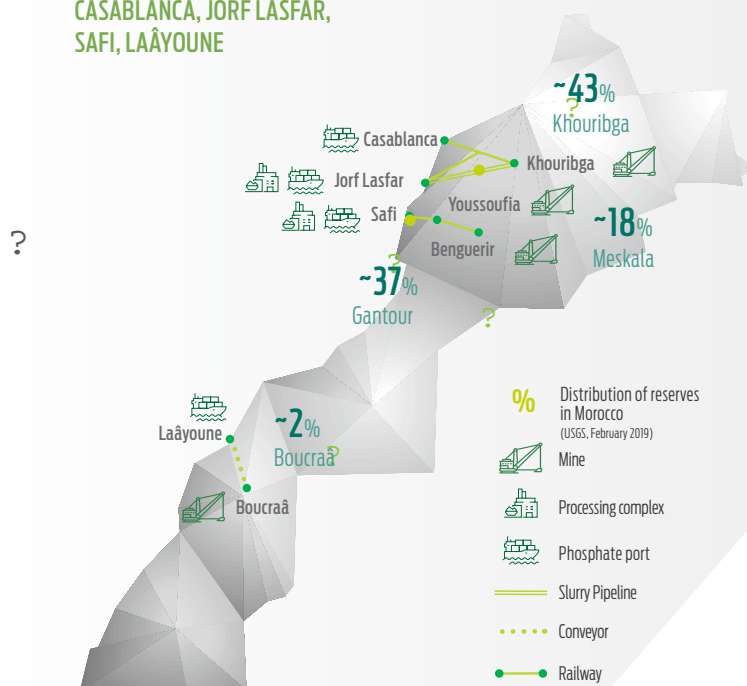 CASABLANCA, JORF LASFAR,
SAFI, LAÂYOUNE
~43%
?
Khouribga
Casablanca
Khouribga
Jorf Lasfar
Youssoufia
Safi
~18%
?
Benguerir
Meskala
?
~37%
Gantour
?
% Distribution of reserves
in Morocco
(USGS, February 2019)
~2%
Laâyoune
Boucraâ
?
Mine
Boucraâ
Processing complex
Phosphate port
Slurry Pipeline
Conveyor
Railway